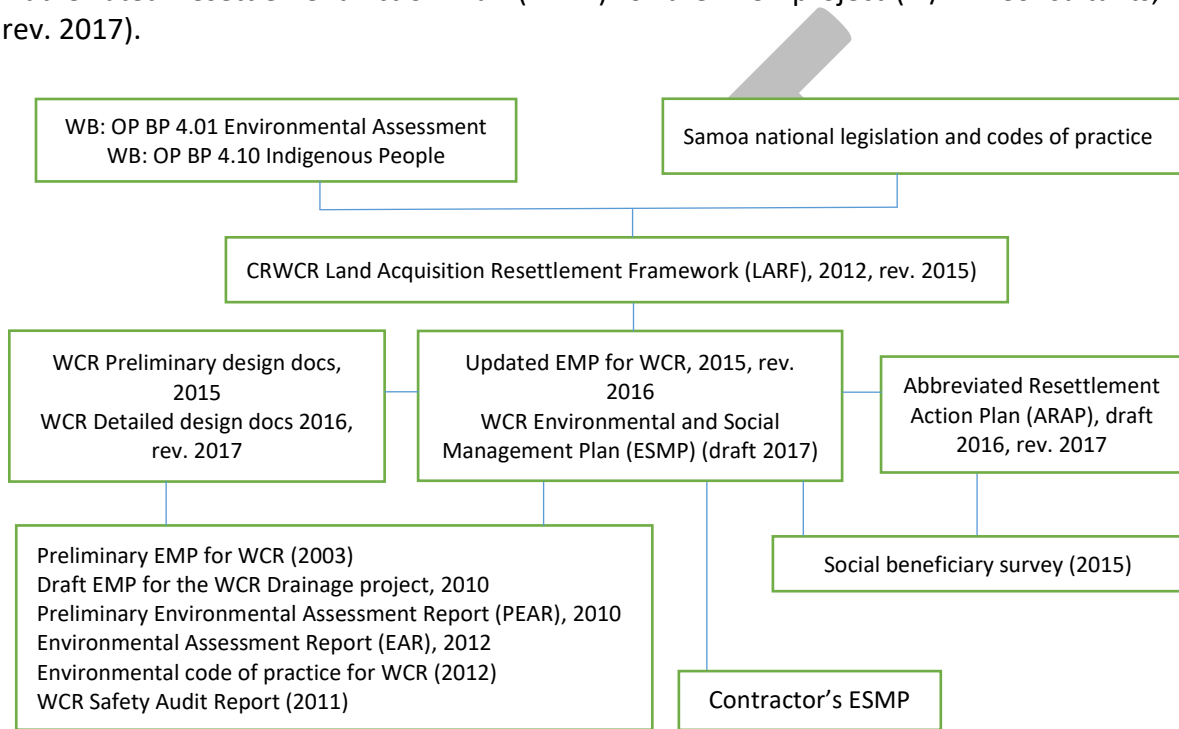 rev. 2017).
WB: OP BP 4.01 Environmental Assessment
WB: OP BP 4.10 Indigenous People
Samoa national legislation and codes of practice
CRWCR Land Acquisition Resettlement Framework (LARF), 2012, rev. 2015)
WCR Preliminary design docs,
2015
WCR Detailed design docs 2016,
rev. 2017
Updated EMP for WCR, 2015, rev.
2016
WCR Environmental and Social
Management Plan (ESMP) (draft 2017)
Abbreviated Resettlement
Action Plan (ARAP), draft
2016, rev. 2017
Preliminary EMP for WCR (2003)
Draft EMP for the WCR Drainage project, 2010
Preliminary Environmental Assessment Report (PEAR), 2010
Environmental Assessment Report (EAR), 2012
Environmental code of practice for WCR (2012)
WCR Safety Audit Report (2011)
Social beneficiary survey (2015)
Contractor’s ESMP